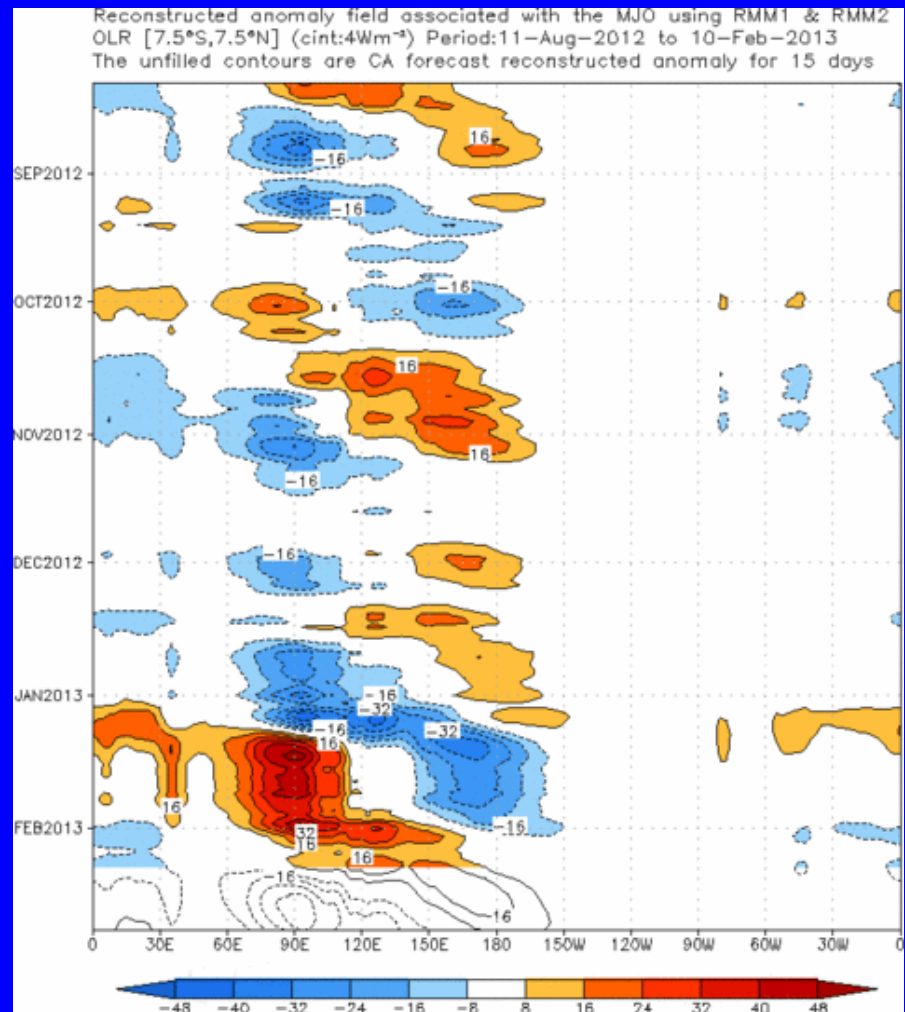 Reconstructed anomaly field associated with the MJO using RMM1 & RMM2
OLR [7.5°S,7.5°N] (cint:4Wm⁻²) Period:11-Aug-2012 to 10-Feb-2013
The unfilled contours are CA forecast reconstructed anomaly for 15 days
16
-16
SEP2012
-16
-16
OCT2012
16
NOV2012
16
-16
-16
DEC2012
-16
JAN2013
-32
-16
-32
16
16
FEB2013
-16
32
16
16
-16
16
0 30E 60E 90E 120E 150E 180 150W 120W 90W 60W 30W 0
-48 -40 -32 -24 -16 -8 8 16 24 32 40 48